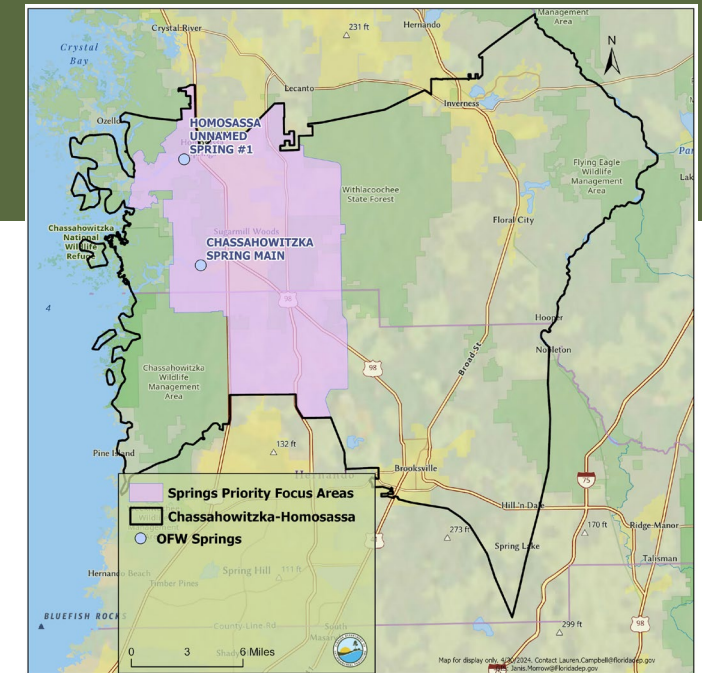 Management
Area
Crystal River
231 ft
Hernando
N
Crystal
Bay
Lecanto
Inverness
Ozello
HOMOSASSA
UNNAMED
SPRING #1
Flying Eagle
Wildlife
Management
Area
Withlacoochee
State Forest
Chassahowitzka
National
Wildlife
Refuge
Floral City
Sugarmill Woods
CHASSAHOWITZKA
SPRING MAIN
98
4
Hooper
Nobleton
Broad St
98
Chassahowitzka
Wildlife
Management
Area
132 ft
Pine Island
Hernando
Brooksville
75
Springs Priority Focus Areas
Chassahowitzka-Homosassa
OFW Springs
Hill 'n Dale
170 ft
Ridge Manor
273 ft
Spring Lake
Talisman
41
Hernando Beach
Spring Hill
111 ft
Timber Pines
BLUEFISH ROCKS
County Line Rd
South
299 ft
98
0 3 6 Miles
Map for display only. 4/30/2024. Contact Lauren.Campbell@floridadep.gov
Janis.Morrow@Floridadep.gov